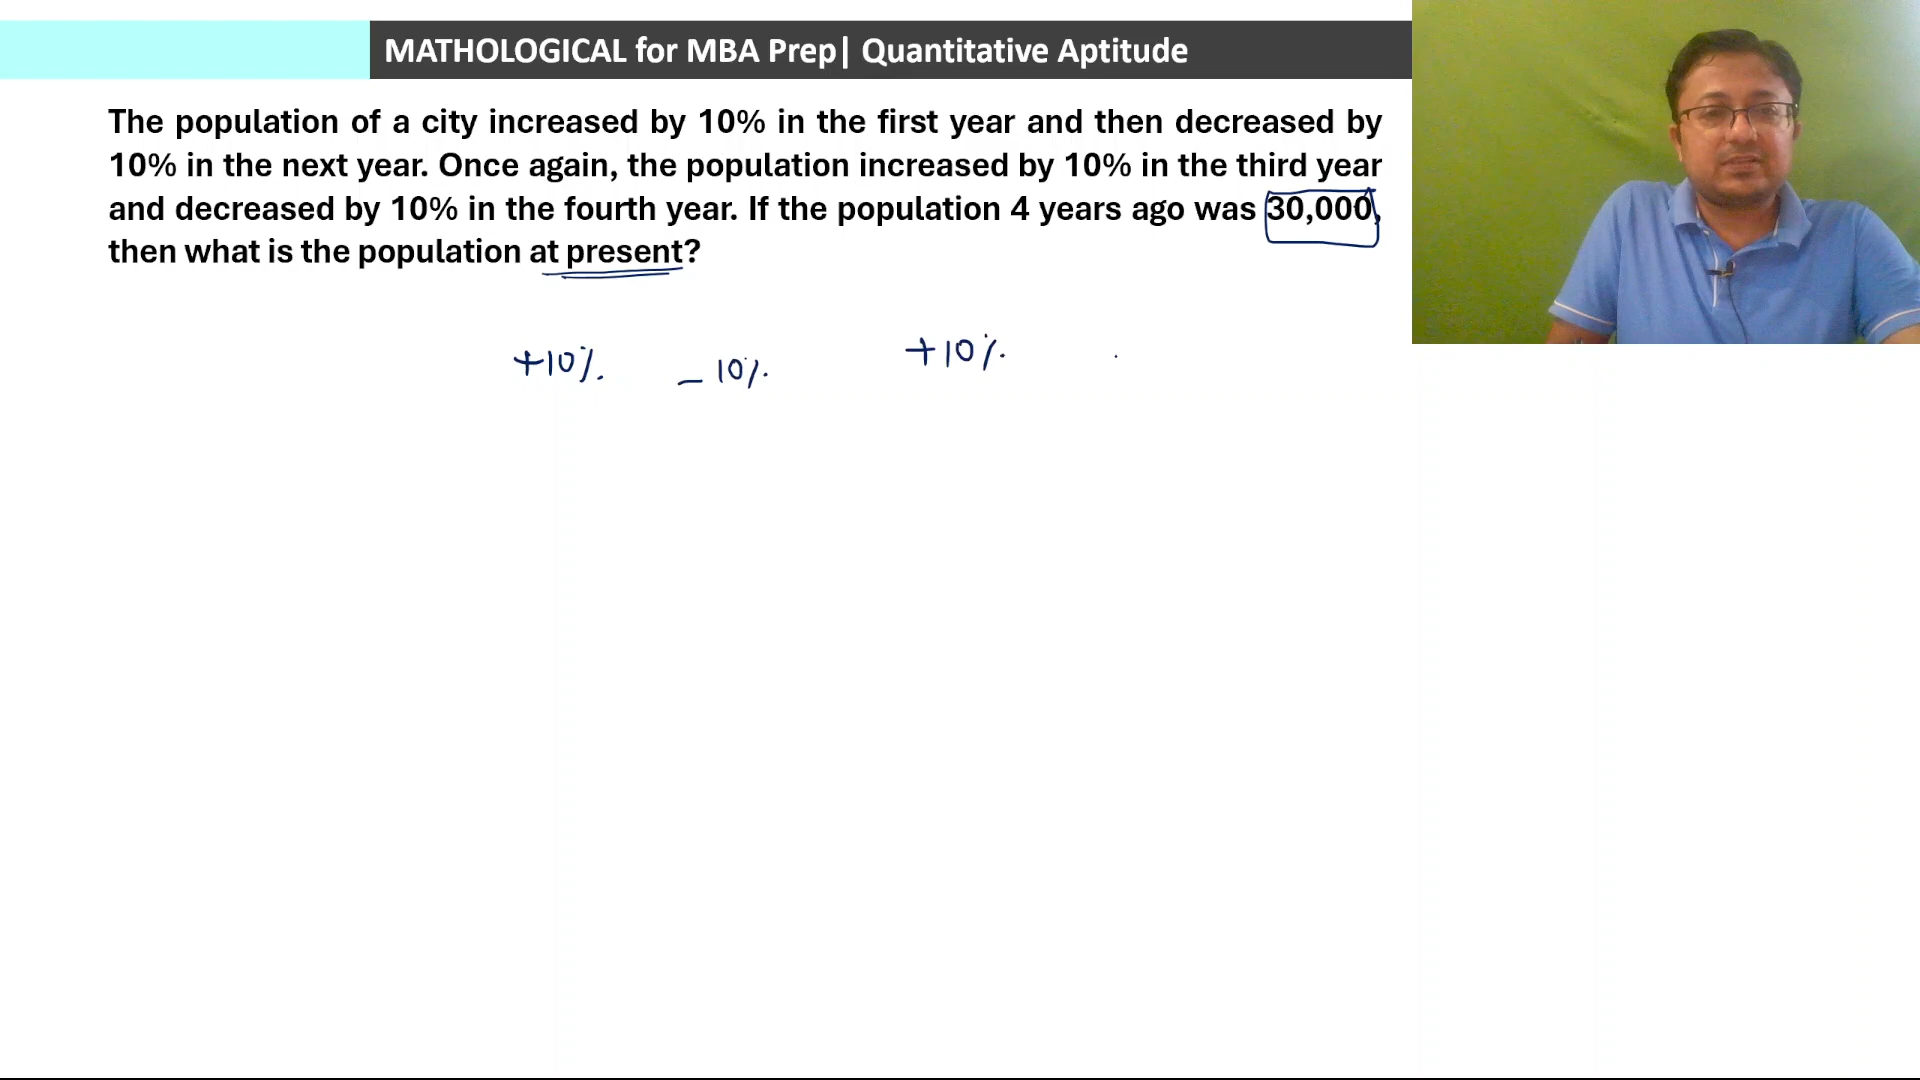 MATHOLOGICAL for MBA Prep| Quantitative Aptitude
The population of a city increased by 10% in the first year and then decreased by
10% in the next year. Once again, the population increased by 10% in the third year
and decreased by 10% in the fourth year. If the population 4 years ago was 30,000,
then what is the population at present?
+10% - 10% +10%